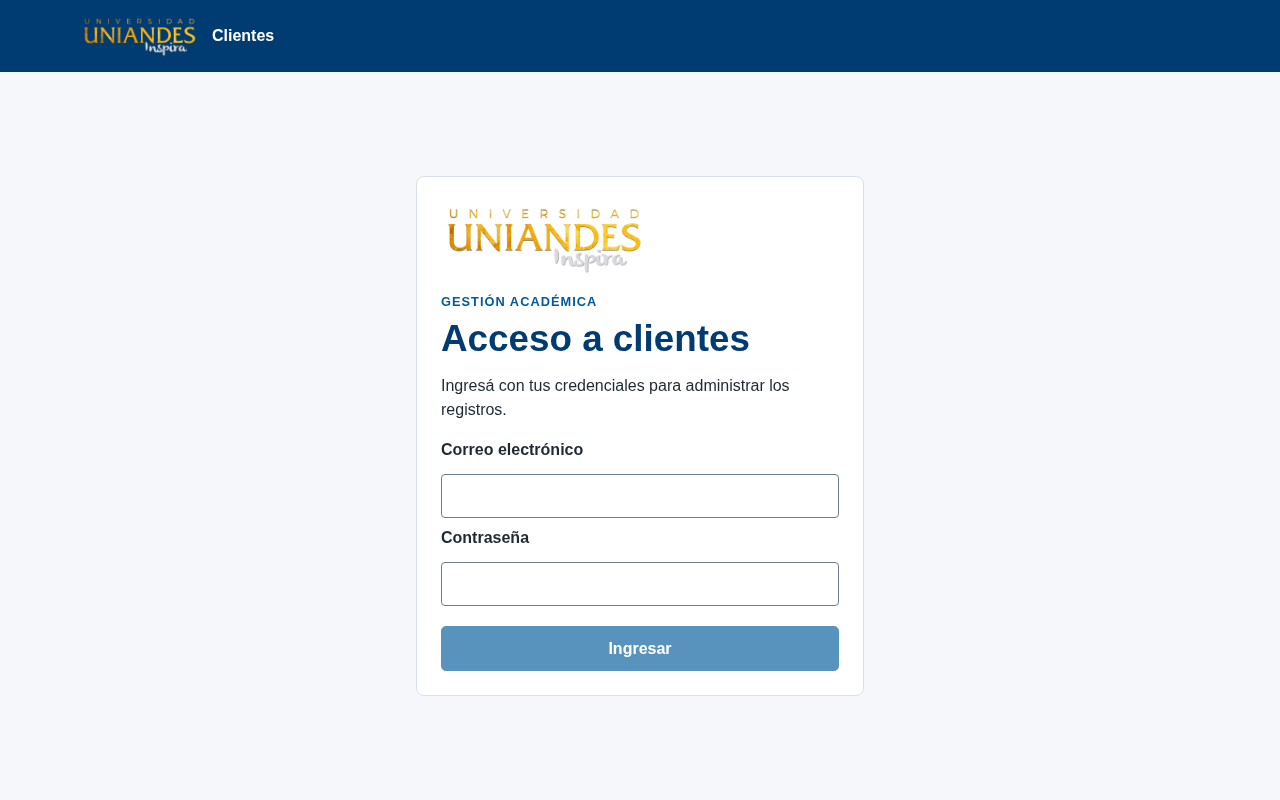 UNIVERSIDAD
UNIANDES
Inspira
Clientes
UNIVERSIDAD
UNIANDES
Inspira
GESTIÓN ACADÉMICA
Acceso a clientes
Ingresá con tus credenciales para administrar los
registros.
Correo electrónico
Contraseña
Ingresar